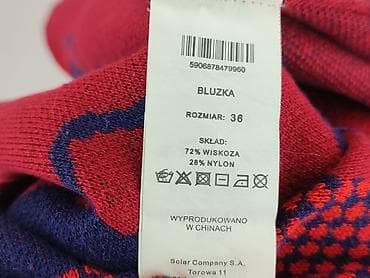 5906878479960
BLUZKA
ROZMIAR: 36
SKŁAD:
72% WISKOZA
28% NYLON
WYPRODUKOWANO
W CHINACH
Solar Company S.A.
Torowa 11